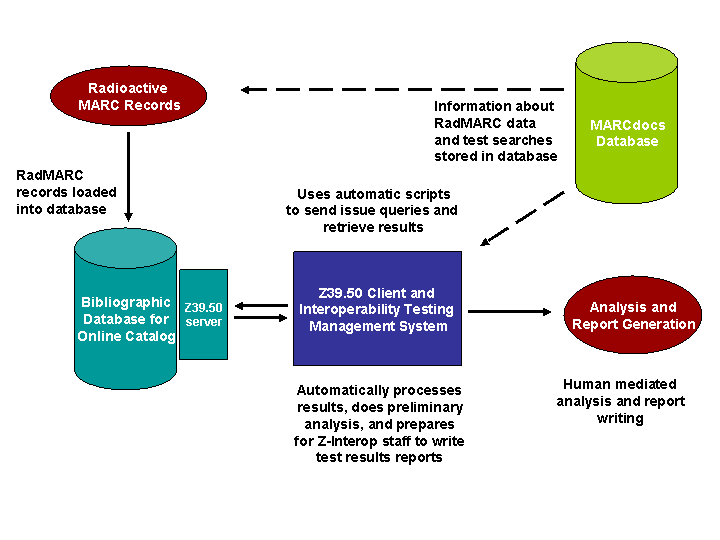 Radioactive
MARC Records
Information about
RadMARC data
and test searches
stored in database
MARCdocs
Database
RadMARC
records loaded
into database
Uses automatic scripts
to send issue queries and
retrieve results
Bibliographic
Database for
Online Catalog
Z39.50
server
Z39.50 Client and
Interoperability Testing
Management System
Analysis and
Report Generation
Automatically processes
results, does preliminary
analysis, and prepares
for Z-Interop staff to write
test results reports
Human mediated
analysis and report
writing